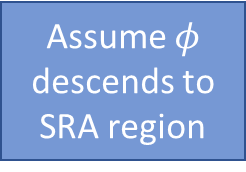 Assume ϕ
descends to
SRA region